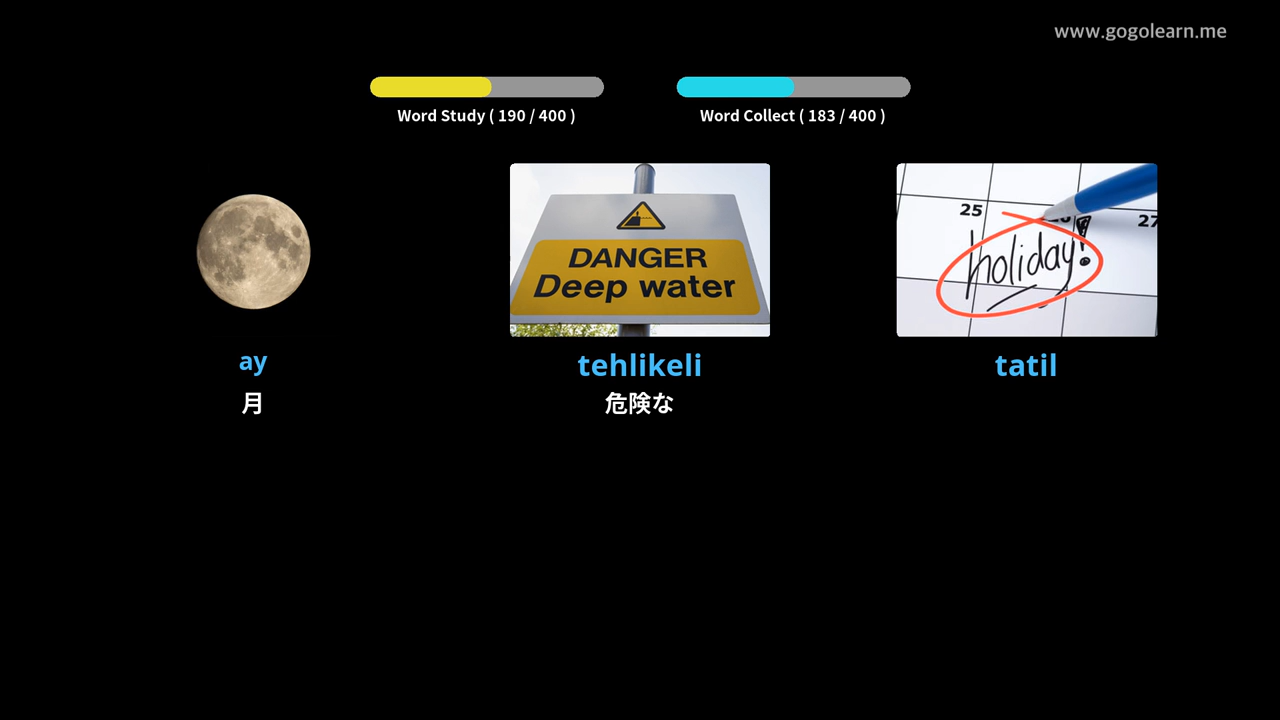 www.gogolearn.me
Word Study ( 190 / 400 )
Word Collect ( 183 / 400 )
DANGER
Deep water
25
27
holiday!
ay
tehlikeli
tatil
月
危険な